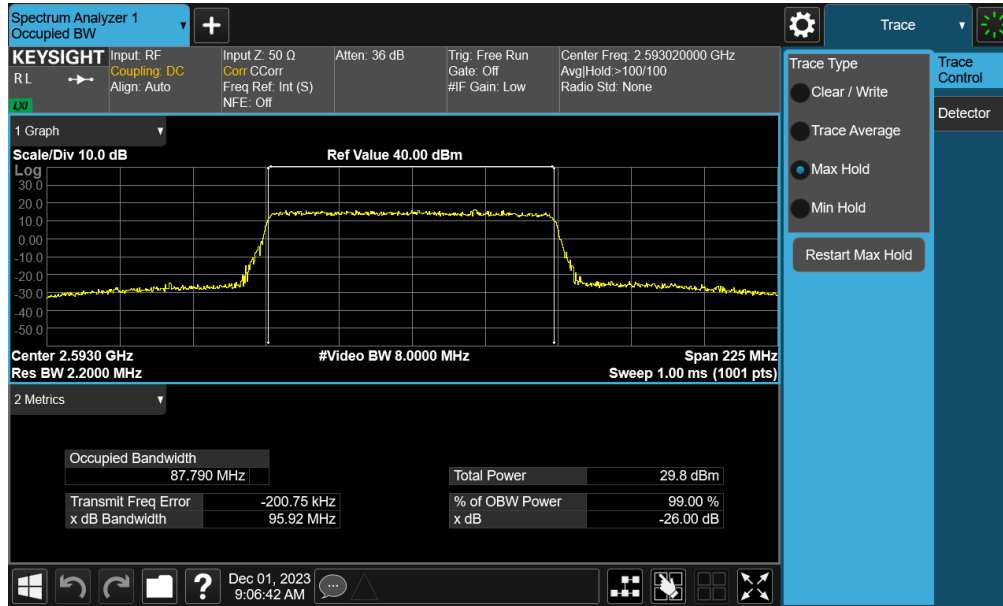 Spectrum Analyzer 1
Occupied BW
+
Trace
KEYSIGHT
RL
LXI
Input: RF
Coupling: DC
Align: Auto
Input Z: 50 Ω
Corr CCorr
Freq Ref: Int (S)
NFE: Off
Atten: 36 dB
Trig: Free Run
Gate: Off
#IF Gain: Low
Center Freq: 2.593020000 GHz
Avg|Hold:>100/100
Radio Std: None
Trace Type
Clear / Write
Trace Average
Max Hold
Min Hold
Restart Max Hold
Trace
Control
Detector
1 Graph
Scale/Div 10.0 dB
Ref Value 40.00 dBm
Log
30.0
20.0
10.0
0.00
-10.0
-20.0
-30.0
-40.0
-50.0
Center 2.5930 GHz
#Video BW 8.0000 MHz
Span 225 MHz
Res BW 2.2000 MHz
Sweep 1.00 ms (1001 pts)
2 Metrics
Occupied Bandwidth
87.790 MHz
Total Power 29.8 dBm
Transmit Freq Error -200.75 kHz
% of OBW Power 99.00 %
x dB Bandwidth 95.92 MHz
x dB -26.00 dB
?
Dec 01, 2023
9:06:42 AM